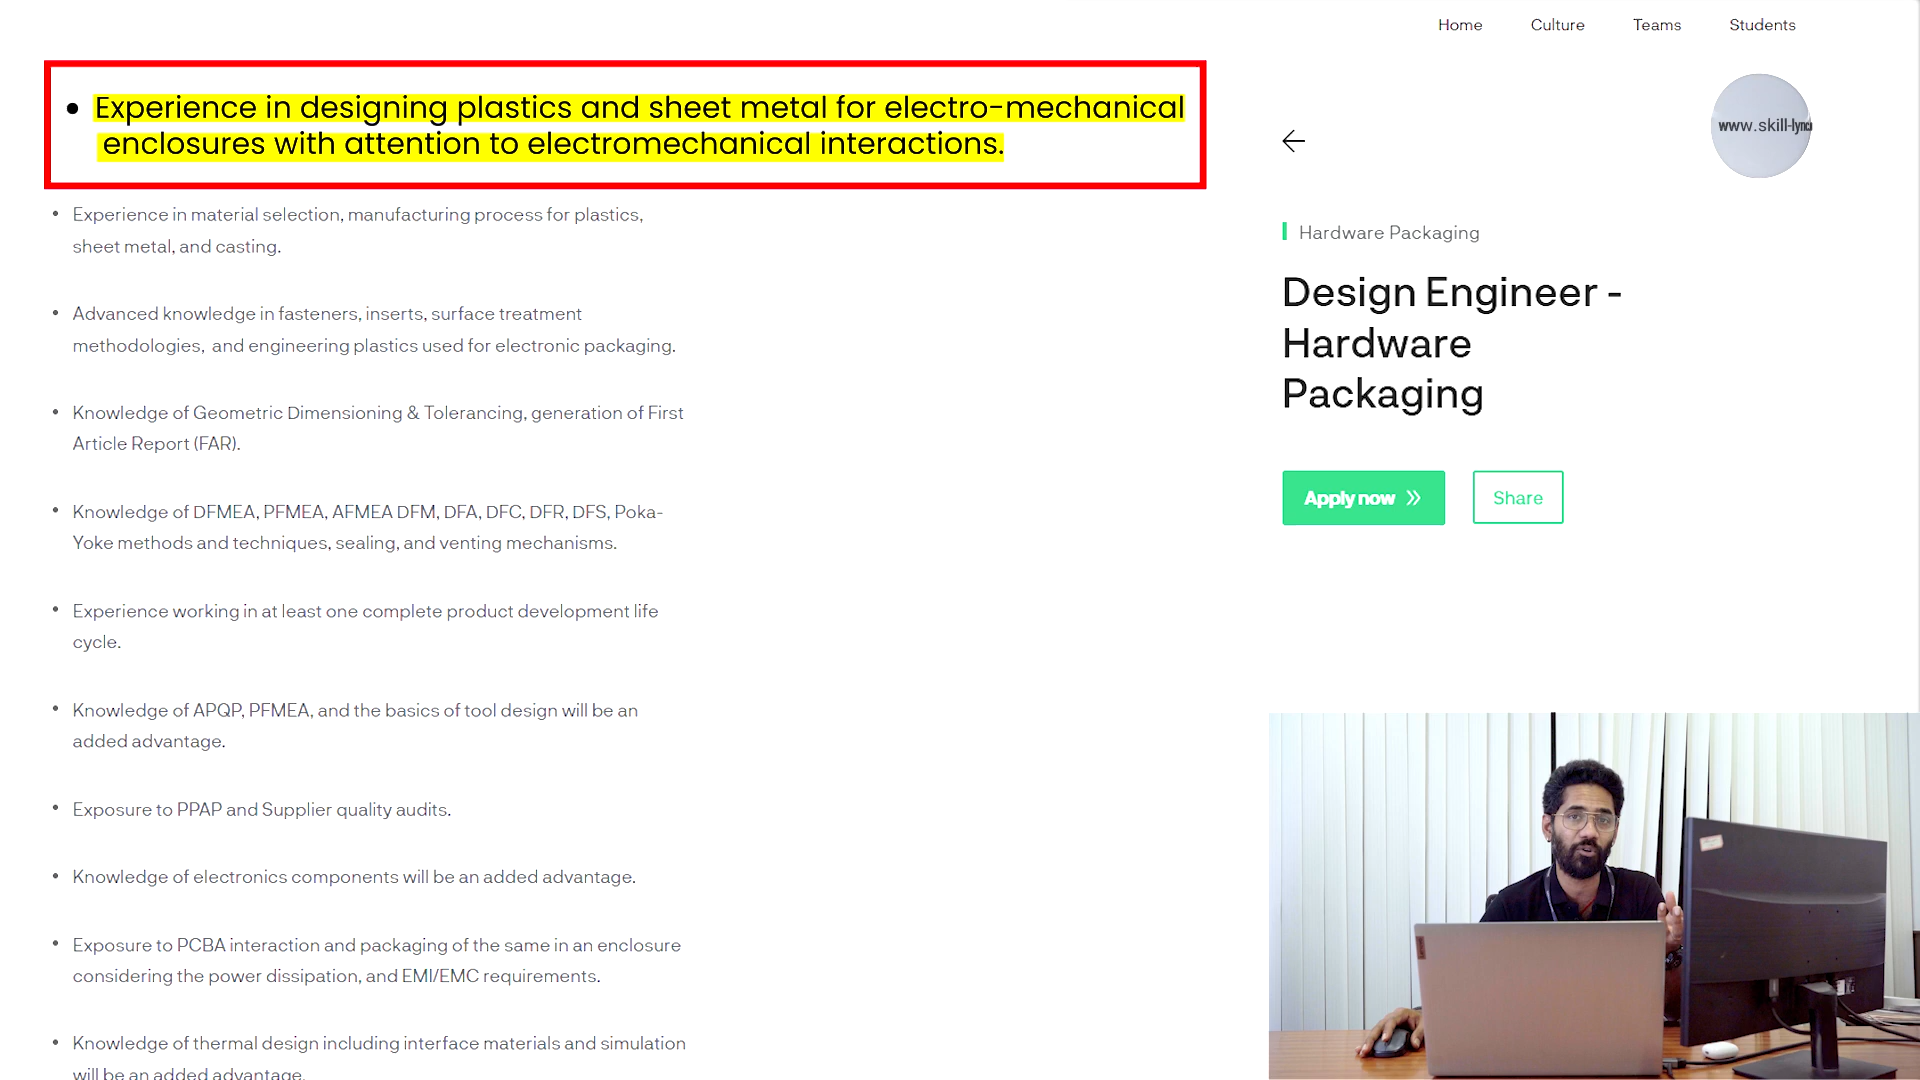 Home Culture Teams Students
• Experience in designing plastics and sheet metal for electro-mechanical
enclosures with attention to electromechanical interactions.
• Experience in material selection, manufacturing process for plastics,
sheet metal, and casting.
• Advanced knowledge in fasteners, inserts, surface treatment
methodologies, and engineering plastics used for electronic packaging.
• Knowledge of Geometric Dimensioning & Tolerancing, generation of First
Article Report (FAR).
• Knowledge of DFMEA, PFMEA, AFMEA DFM, DFA, DFC, DFR, DFS, Poka-
Yoke methods and techniques, sealing, and venting mechanisms.
• Experience working in at least one complete product development life
cycle.
• Knowledge of APQP, PFMEA, and the basics of tool design will be an
added advantage.
• Exposure to PPAP and Supplier quality audits.
• Knowledge of electronics components will be an added advantage.
• Exposure to PCBA interaction and packaging of the same in an enclosure
considering the power dissipation, and EMI/EMC requirements.
• Knowledge of thermal design including interface materials and simulation
will be an added advantage.
Hardware Packaging
Design Engineer -
Hardware
Packaging
Apply now
Share